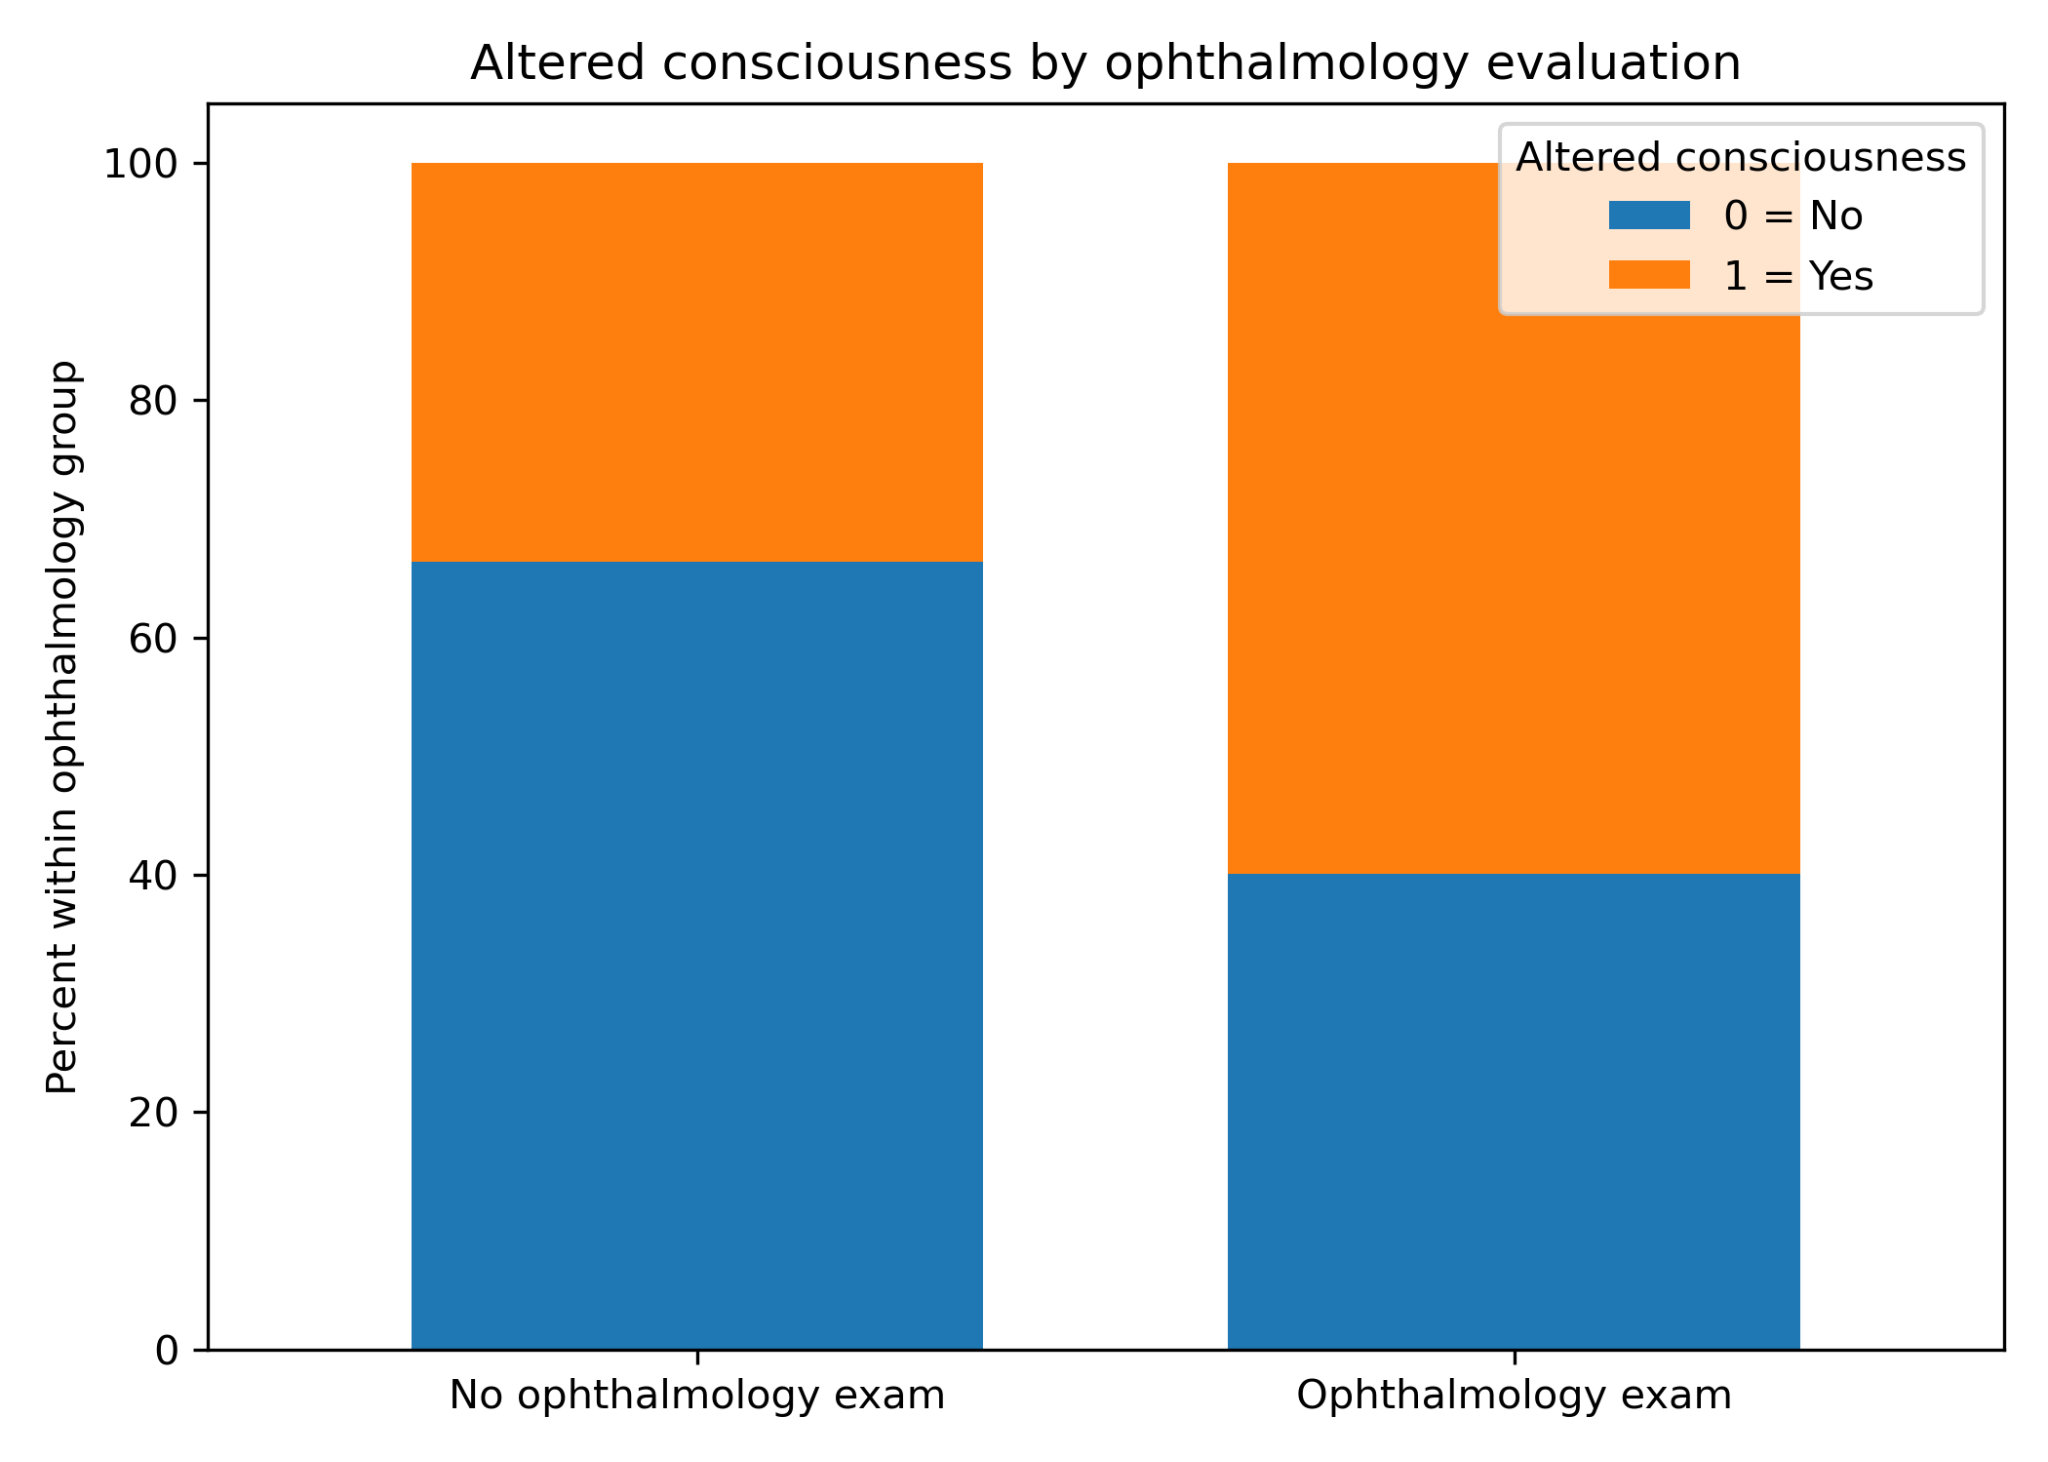 Altered consciousness by ophthalmology evaluation
Altered consciousness
0 = No
1 = Yes
Percent within ophthalmology group
100
80
60
40
20
0
No ophthalmology exam
Ophthalmology exam